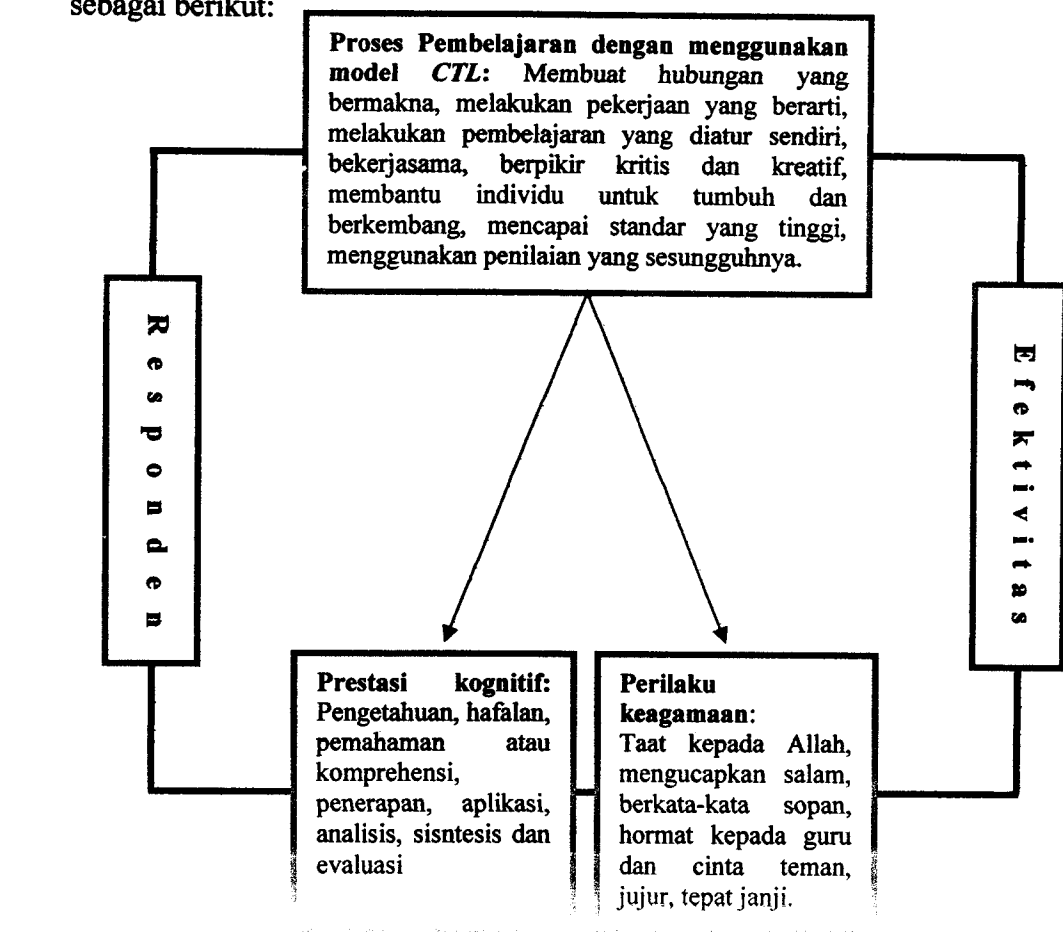 sebagai berikut:
Proses Pembelajaran dengan menggunakan
model CTL: Membuat hubungan yang
bermakna, melakukan pekerjaan yang berarti,
melakukan pembelajaran yang diatur sendiri,
bekerjasama, berpikir kritis dan kreatif,
membantu individu untuk tumbuh dan
berkembang, mencapai standar yang tinggi,
menggunakan penilaian yang sesungguhnya.
Responden
Efektivitas
Prestasi kognitif:
Pengetahuan, hafalan,
pemahaman atau
komprehensi,
penerapan, aplikasi,
analisis, sisntesis dan
evaluasi
Perilaku
keagamaan:
Taat kepada Allah,
mengucapkan salam,
berkata-kata sopan,
hormat kepada guru
dan cinta teman,
jujur, tepat janji.